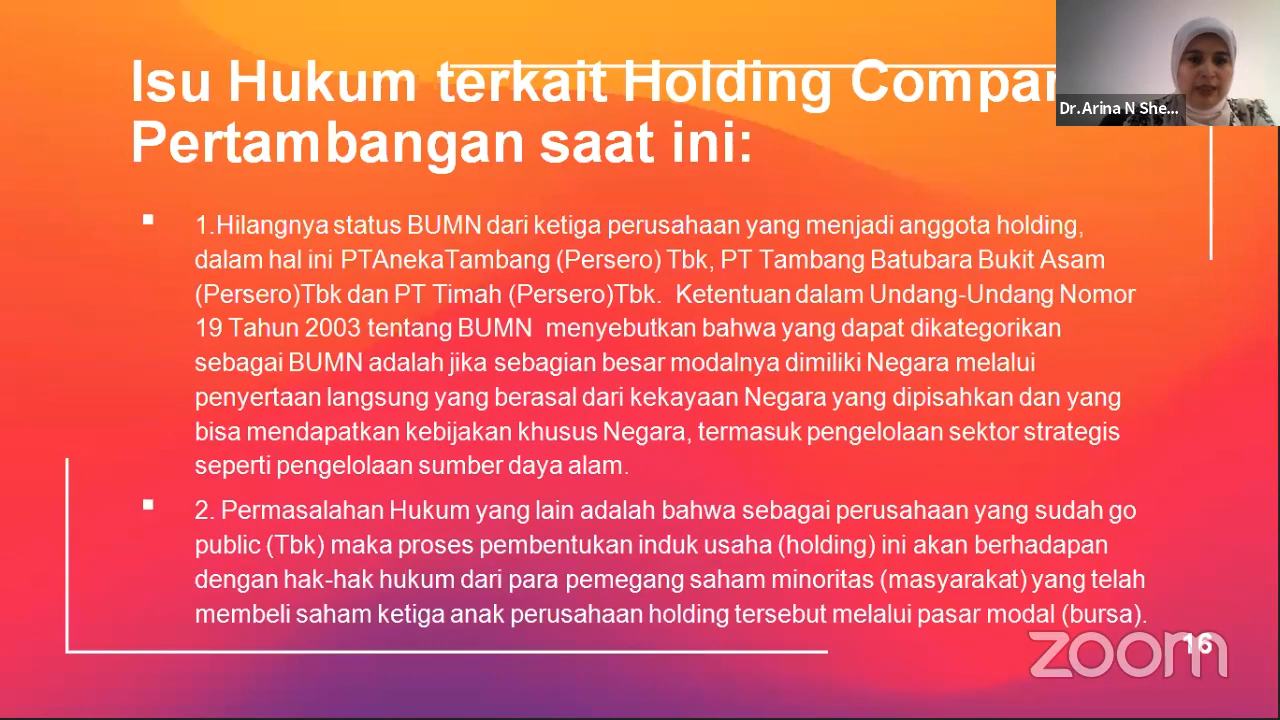 Isu Hukum terkait Holding Compan
Pertambangan saat ini:
Dr.Arina N She...
1.Hilangnya status BUMN dari ketiga perusahaan yang menjadi anggota holding,
dalam hal ini PTAnekaTambang (Persero) Tbk, PT Tambang Batubara Bukit Asam
(Persero)Tbk dan PT Timah (Persero)Tbk. Ketentuan dalam Undang-Undang Nomor
19 Tahun 2003 tentang BUMN menyebutkan bahwa yang dapat dikategorikan
sebagai BUMN adalah jika sebagian besar modalnya dimiliki Negara melalui
penyertaan langsung yang berasal dari kekayaan Negara yang dipisahkan dan yang
bisa mendapatkan kebijakan khusus Negara, termasuk pengelolaan sektor strategis
seperti pengelolaan sumber daya alam.
2. Permasalahan Hukum yang lain adalah bahwa sebagai perusahaan yang sudah go
public (Tbk) maka proses pembentukan induk usaha (holding) ini akan berhadapan
dengan hak-hak hukum dari para pemegang saham minoritas (masyarakat) yang telah
membeli saham ketiga anak perusahaan holding tersebut melalui pasar modal (bursa).
16
zoom